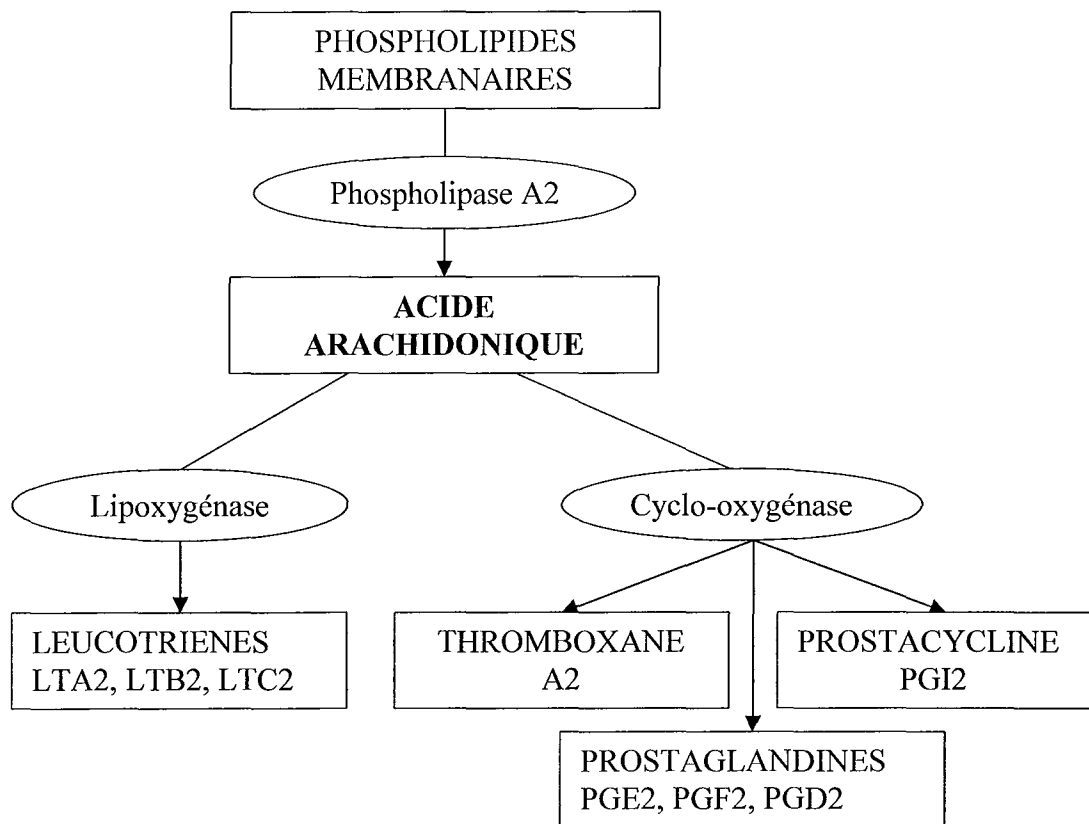 PHOSPHOLIPIDES
MEMBRANAIRES
Phospholipase A2
ACIDE
ARACHIDONIQUE
Lipoxygénase
Cyclo-oxygénase
LEUCOTRIENES
LTA2, LTB2, LTC2
THROMBOXANE
A2
PROSTACYCLINE
PGI2
PROSTAGLANDINES
PGE2, PGF2, PGD2